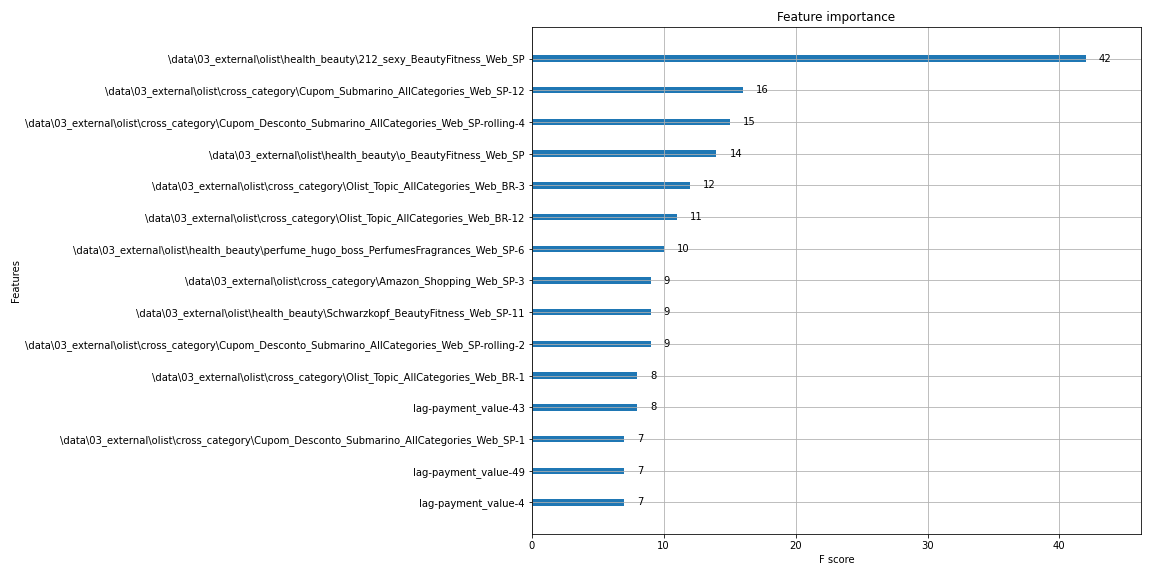 Feature importance
\data\03_external\olist\health_beauty\212_sexy_BeautyFitness_Web_SP 42
\data\03_external\olist\cross_category\Cupom_Submarino_AllCategories_Web_SP-12 16
\data\03_external\olist\cross_category\Cupom_Desconto_Submarino_AllCategories_Web_SP-rolling-4 15
\data\03_external\olist\health_beauty\o_BeautyFitness_Web_SP 14
\data\03_external\olist\cross_category\Olist_Topic_AllCategories_Web_BR-3 12
\data\03_external\olist\cross_category\Olist_Topic_AllCategories_Web_BR-12 11
\data\03_external\olist\health_beauty\perfume_hugo_boss_PerfumesFragrances_Web_SP-6 10
\data\03_external\olist\cross_category\Amazon_Shopping_Web_SP-3 9
\data\03_external\olist\health_beauty\Schwarzkopf_BeautyFitness_Web_SP-11 9
\data\03_external\olist\cross_category\Cupom_Desconto_Submarino_AllCategories_Web_SP-rolling-2 9
\data\03_external\olist\cross_category\Olist_Topic_AllCategories_Web_BR-1 8
lag-payment_value-43 8
\data\03_external\olist\cross_category\Cupom_Desconto_Submarino_AllCategories_Web_SP-1 7
lag-payment_value-49 7
lag-payment_value-4 7
Features
0 10 20 30 40
F score